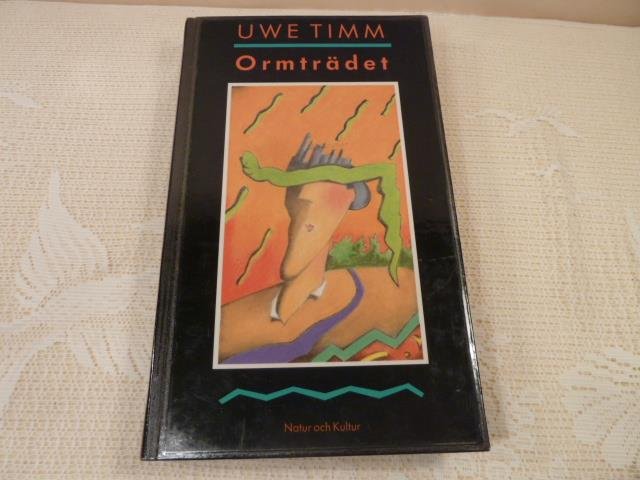 UWE TIMM
Ormträdet
Natur och Kultur